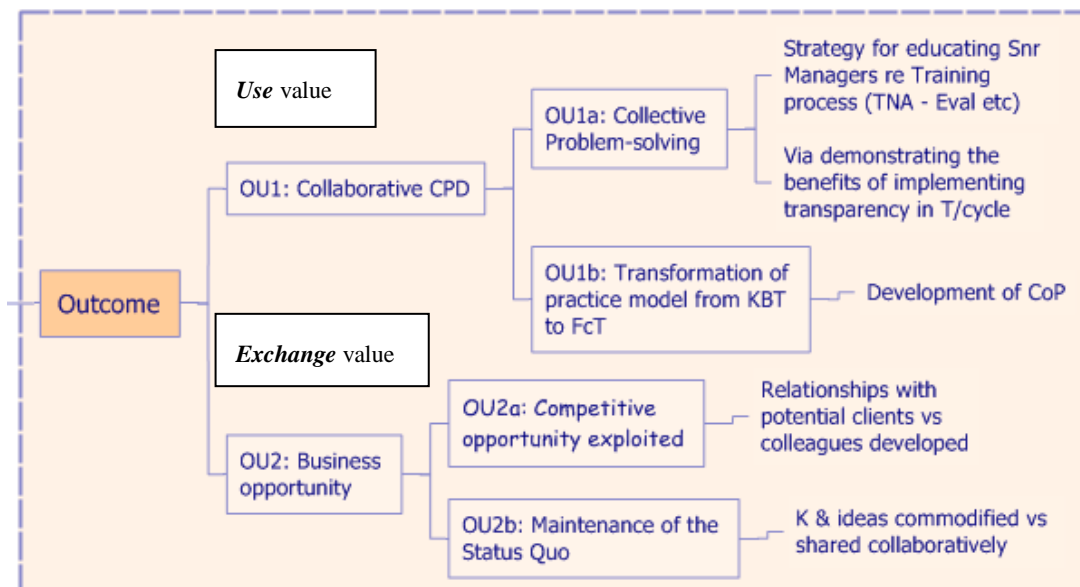 Use value
Strategy for educating Snr
Managers re Training
process (TNA - Eval etc)
OU1a: Collective
Problem-solving
Via demonstrating the
benefits of implementing
transparency in T/cycle
OU1: Collaborative CPD
OU1b: Transformation of
practice model from KBT
to FcT
Development of CoP
Outcome
Exchange value
OU2a: Competitive
opportunity exploited
Relationships with
potential clients vs
colleagues developed
OU2: Business
opportunity
OU2b: Maintenance of the
Status Quo
K & ideas commodified vs
shared collaboratively